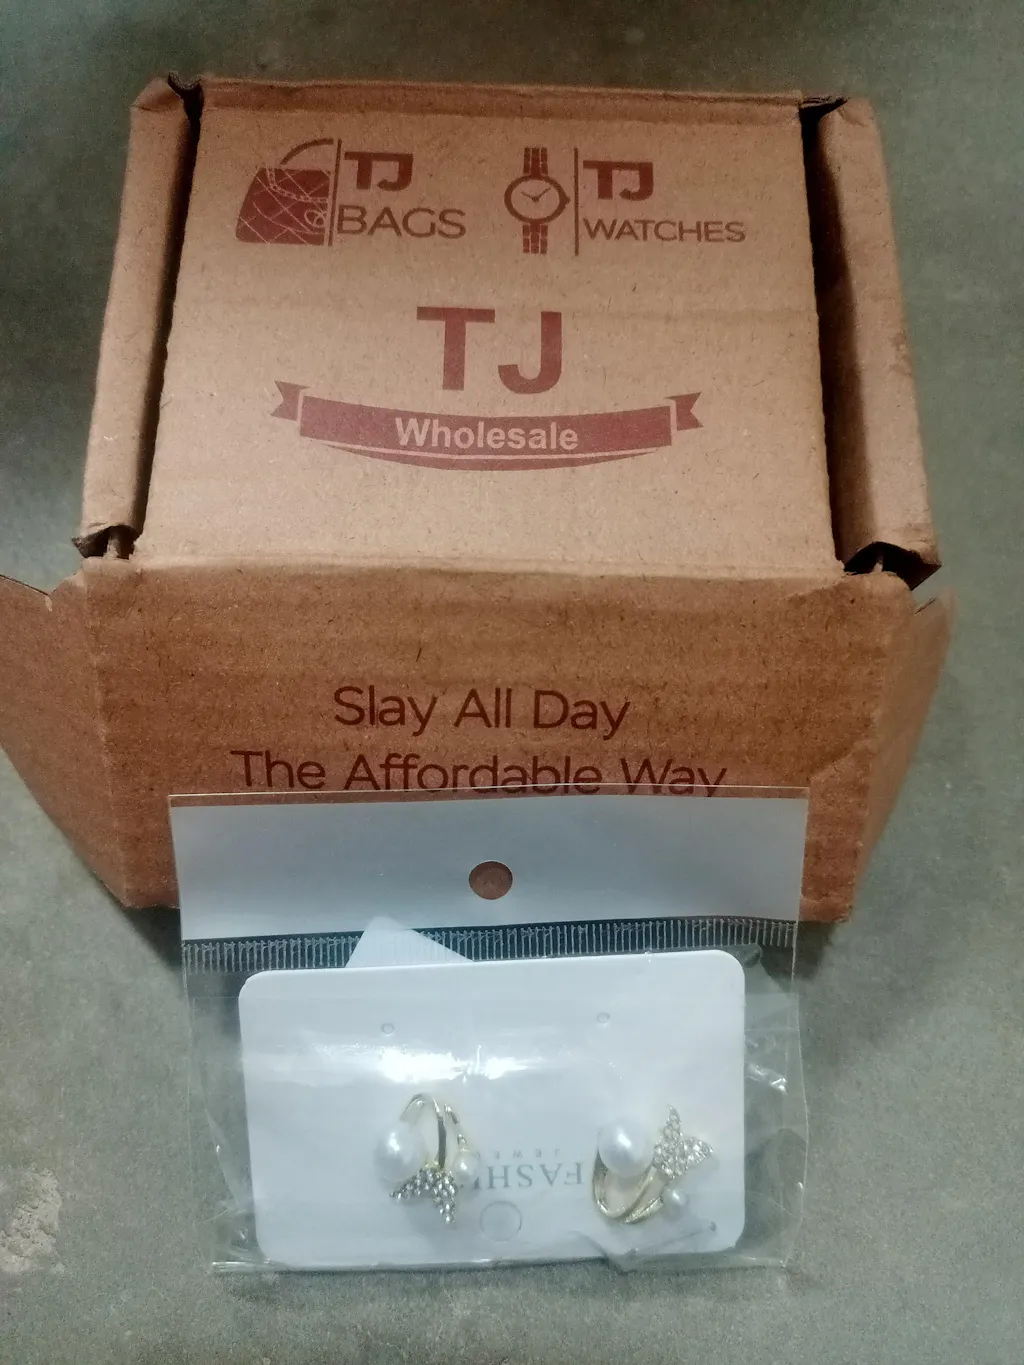 TJ
BAGS
TJ
WATCHES
TJ
Wholesale
Slay All Day
The Affordable Way